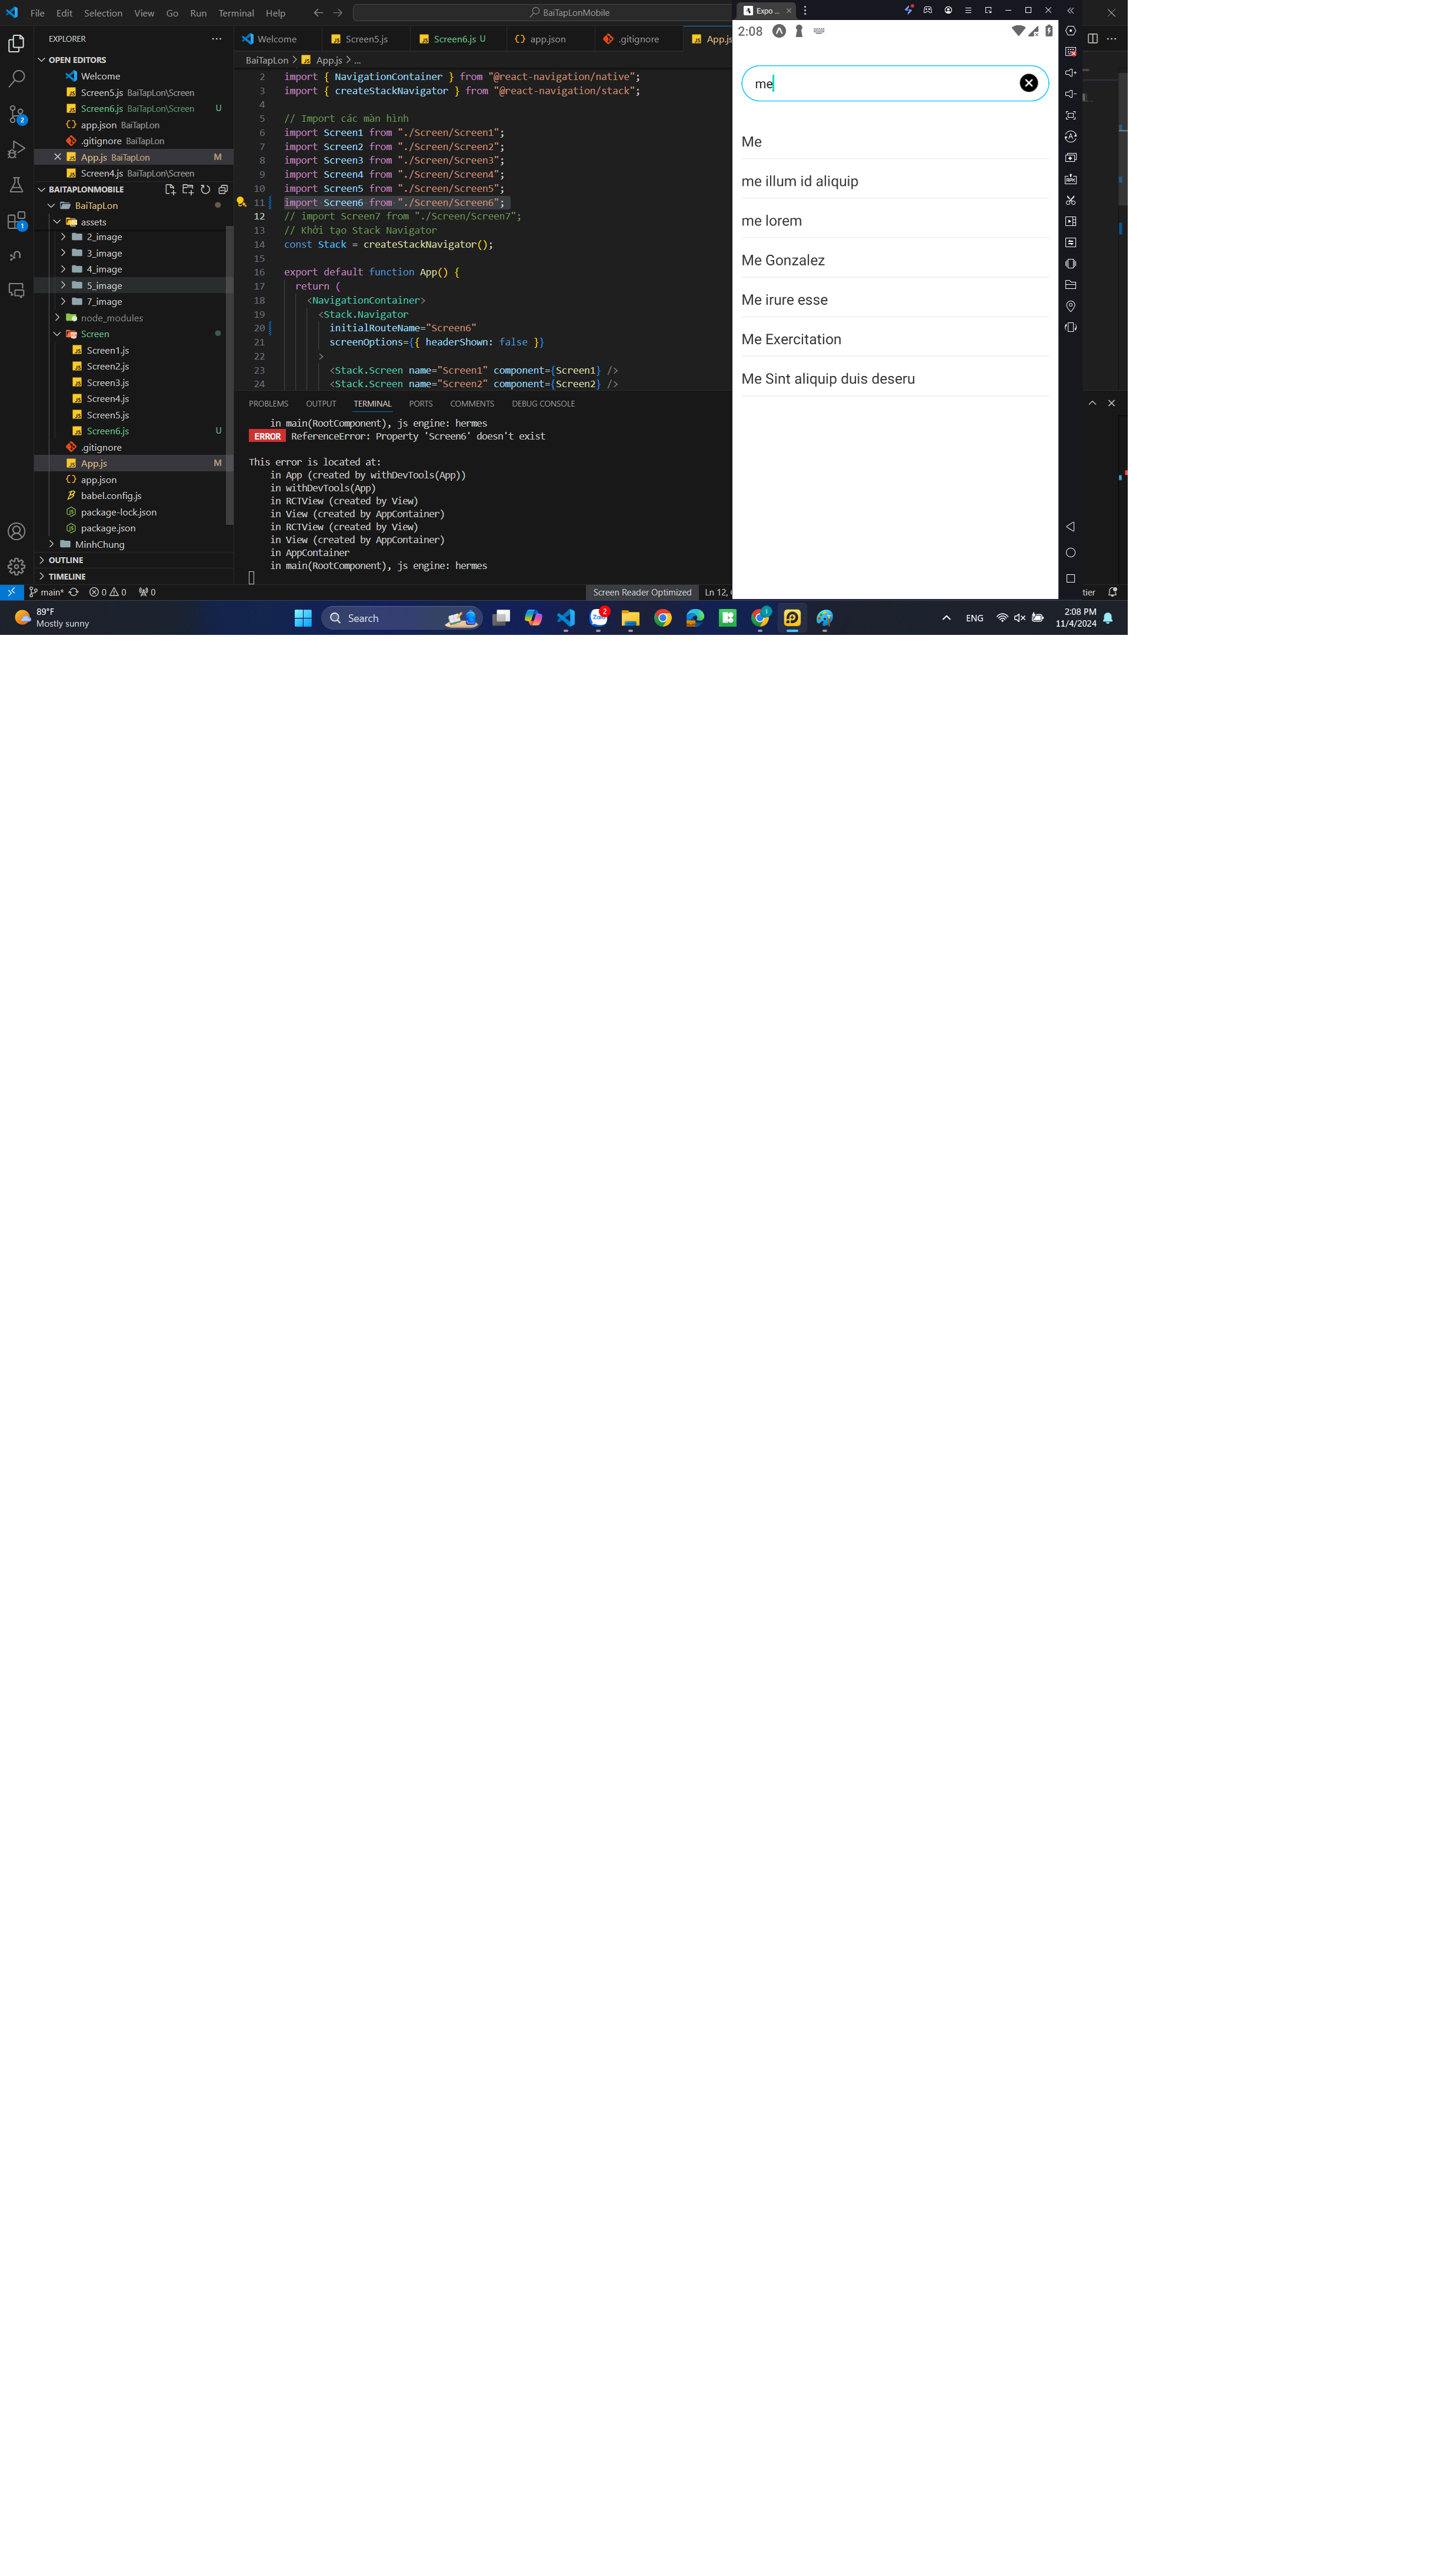 File Edit Selection View Go Run Terminal Help
BaiTapLonMobile
EXPLORER
OPEN EDITORS
Welcome
Screen5.js BaiTapLon\Screen
Screen6.js BaiTapLon\Screen U
app.json BaiTapLon
.gitignore BaiTapLon
App.js BaiTapLon M
Screen4.js BaiTapLon\Screen
BAITAPLONMOBILE
BaiTapLon
assets
2_image
3_image
4_image
5_image
7_image
node_modules
Screen
Screen1.js
Screen2.js
Screen3.js
Screen4.js
Screen5.js
Screen6.js U
.gitignore
App.js M
app.json
babel.config.js
package-lock.json
package.json
MinhChung
OUTLINE
TIMELINE
2
1
Welcome Screen5.js Screen6.js U app.json .gitignore App.js
BaiTapLon > App.js > ...
2 import { NavigationContainer } from "@react-navigation/native";
3 import { createStackNavigator } from "@react-navigation/stack";
4
5 // Import các màn hình
6 import Screen1 from "./Screen/Screen1";
7 import Screen2 from "./Screen/Screen2";
8 import Screen3 from "./Screen/Screen3";
9 import Screen4 from "./Screen/Screen4";
10 import Screen5 from "./Screen/Screen5";
11 import Screen6 from "./Screen/Screen6";
12 // import Screen7 from "./Screen/Screen7";
13 // Khởi tạo Stack Navigator
14 const Stack = createStackNavigator();
15
16 export default function App() {
17 return (
18 <NavigationContainer>
19 <Stack.Navigator
20 initialRouteName="Screen6"
21 screenOptions={{ headerShown: false }}
22 >
23 <Stack.Screen name="Screen1" component={Screen1} />
24 <Stack.Screen name="Screen2" component={Screen2} />
PROBLEMS OUTPUT TERMINAL PORTS COMMENTS DEBUG CONSOLE
in main(RootComponent), js engine: hermes
ERROR ReferenceError: Property 'Screen6' doesn't exist
This error is located at:
in App (created by withDevTools(App))
in withDevTools(App)
in RCTView (created by View)
in View (created by AppContainer)
in RCTView (created by View)
in View (created by AppContainer)
in AppContainer
in main(RootComponent), js engine: hermes
main* 0 0 0
Screen Reader Optimized Ln 12,
tier
Expo ...
2:08
me
Me
me illum id aliquip
me lorem
Me Gonzalez
Me irure esse
Me Exercitation
Me Sint aliquip duis deseru
89°F
Mostly sunny
Search
2
ENG
2:08 PM
11/4/2024